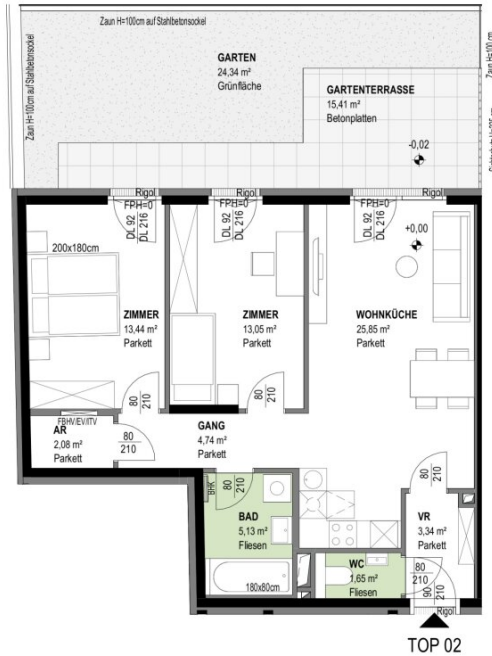 Zaun H=100cm auf Stahlbetonsockel
Zaun H=100cm auf Stahlbetonsockel
Zaun H=100cm
GARTEN
24,34 m²
Grünfläche
GARTENTERRASSE
15,41 m²
Betonplatten
-0,02
Rigol
Rigol
Rigol
FPH=0
DL 92
DL 216
FPH=0
DL 92
DL 216
FPH=0
DL 92
DL 216
+0,00
200x180cm
ZIMMER
13,44 m²
Parkett
ZIMMER
13,05 m²
Parkett
WOHNKÜCHE
25,85 m²
Parkett
80
210
80
210
FBHV/EV/ITV
AR
2,08 m²
Parkett
80
210
GANG
4,74 m²
Parkett
BHK
80
210
80
210
BAD
5,13 m²
Fliesen
VR
3,34 m²
Parkett
WC
1,65 m²
Fliesen
80
210
90
210
180x80cm
Rigol
TOP 02